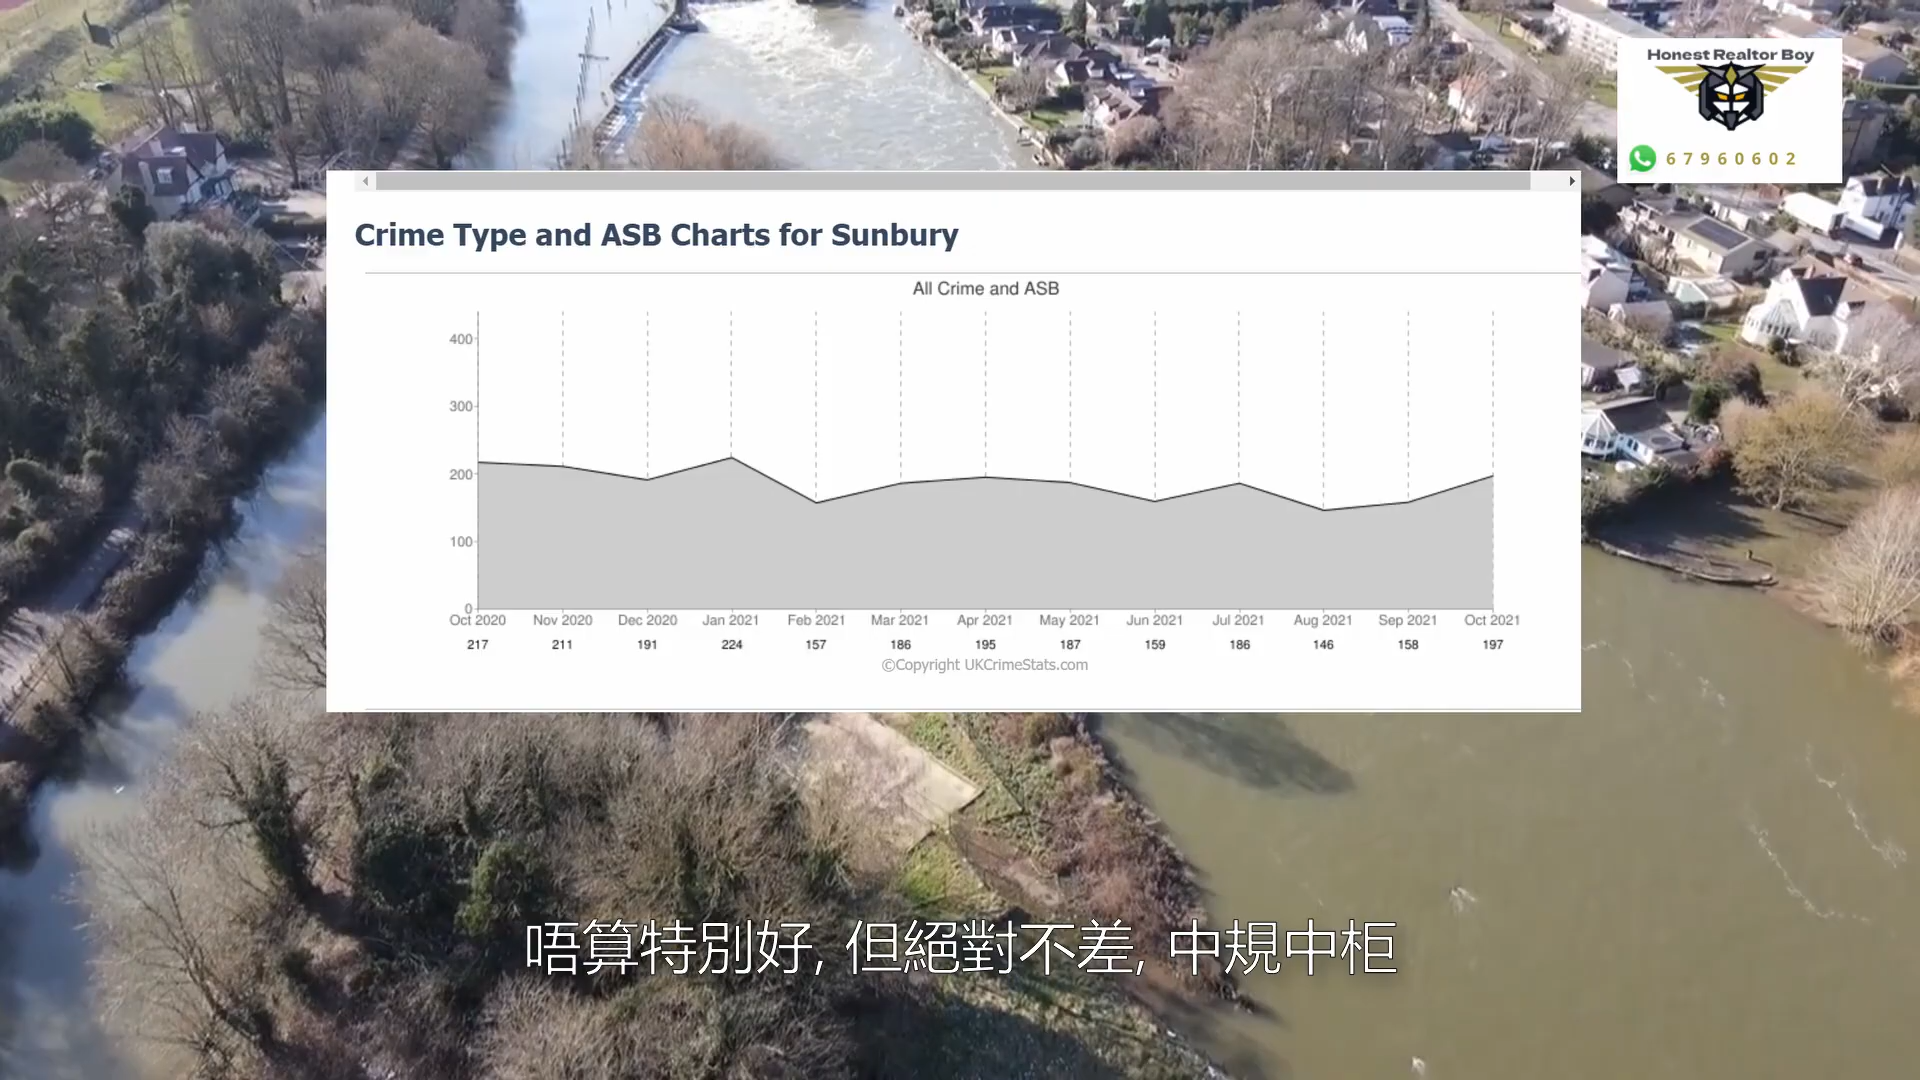 Honest Realtor Boy
67960602
Crime Type and ASB Charts for Sunbury
All Crime and ASB
400
300
200
100
0
Oct 2020 Nov 2020 Dec 2020 Jan 2021 Feb 2021 Mar 2021 Apr 2021 May 2021 Jun 2021 Jul 2021 Aug 2021 Sep 2021 Oct 2021
217 211 191 224 157 186 195 187 159 186 146 158 197
©Copyright UKCrimeStats.com
唔算特別好, 但絕對不差, 中規中柜